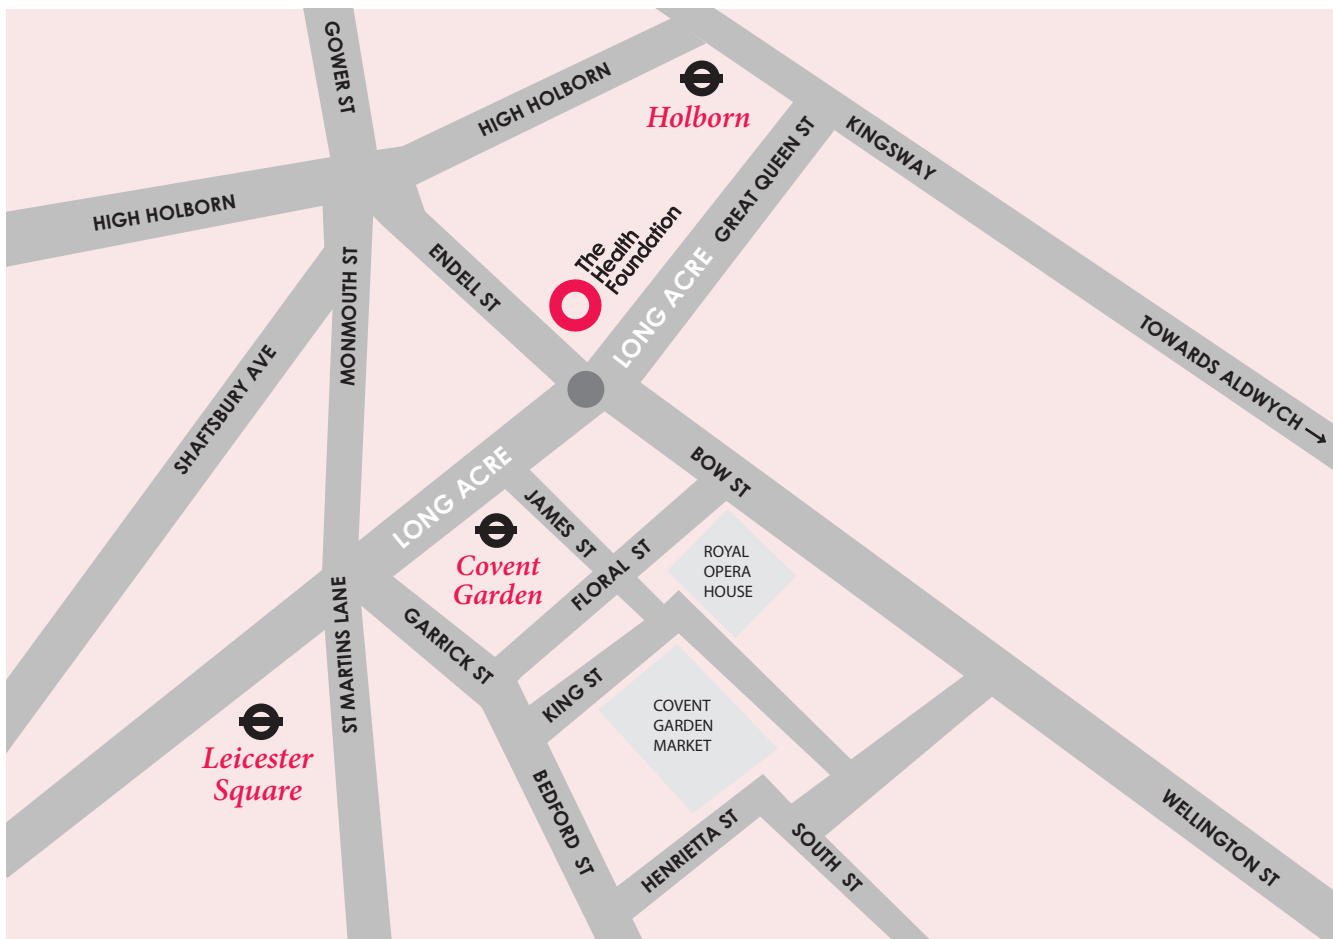 GOWER ST
HIGH HOLBORN
Holborn
KINGSWAY
GREAT QUEEN ST
HIGH HOLBORN
The
Health
Foundation
ENDELL ST
MONMOUTH ST
LONG ACRE
TOWARDS ALDWYCH →
SHAFTSBURY AVE
LONG ACRE
BOW ST
JAMES ST
Covent
Garden
FLORAL ST
ROYAL
OPERA
HOUSE
GARRICK ST
ST MARTINS LANE
KING ST
COVENT
GARDEN
MARKET
Leicester
Square
BEDFORD ST
HENRIETTA ST
SOUTH ST
WELLINGTON ST